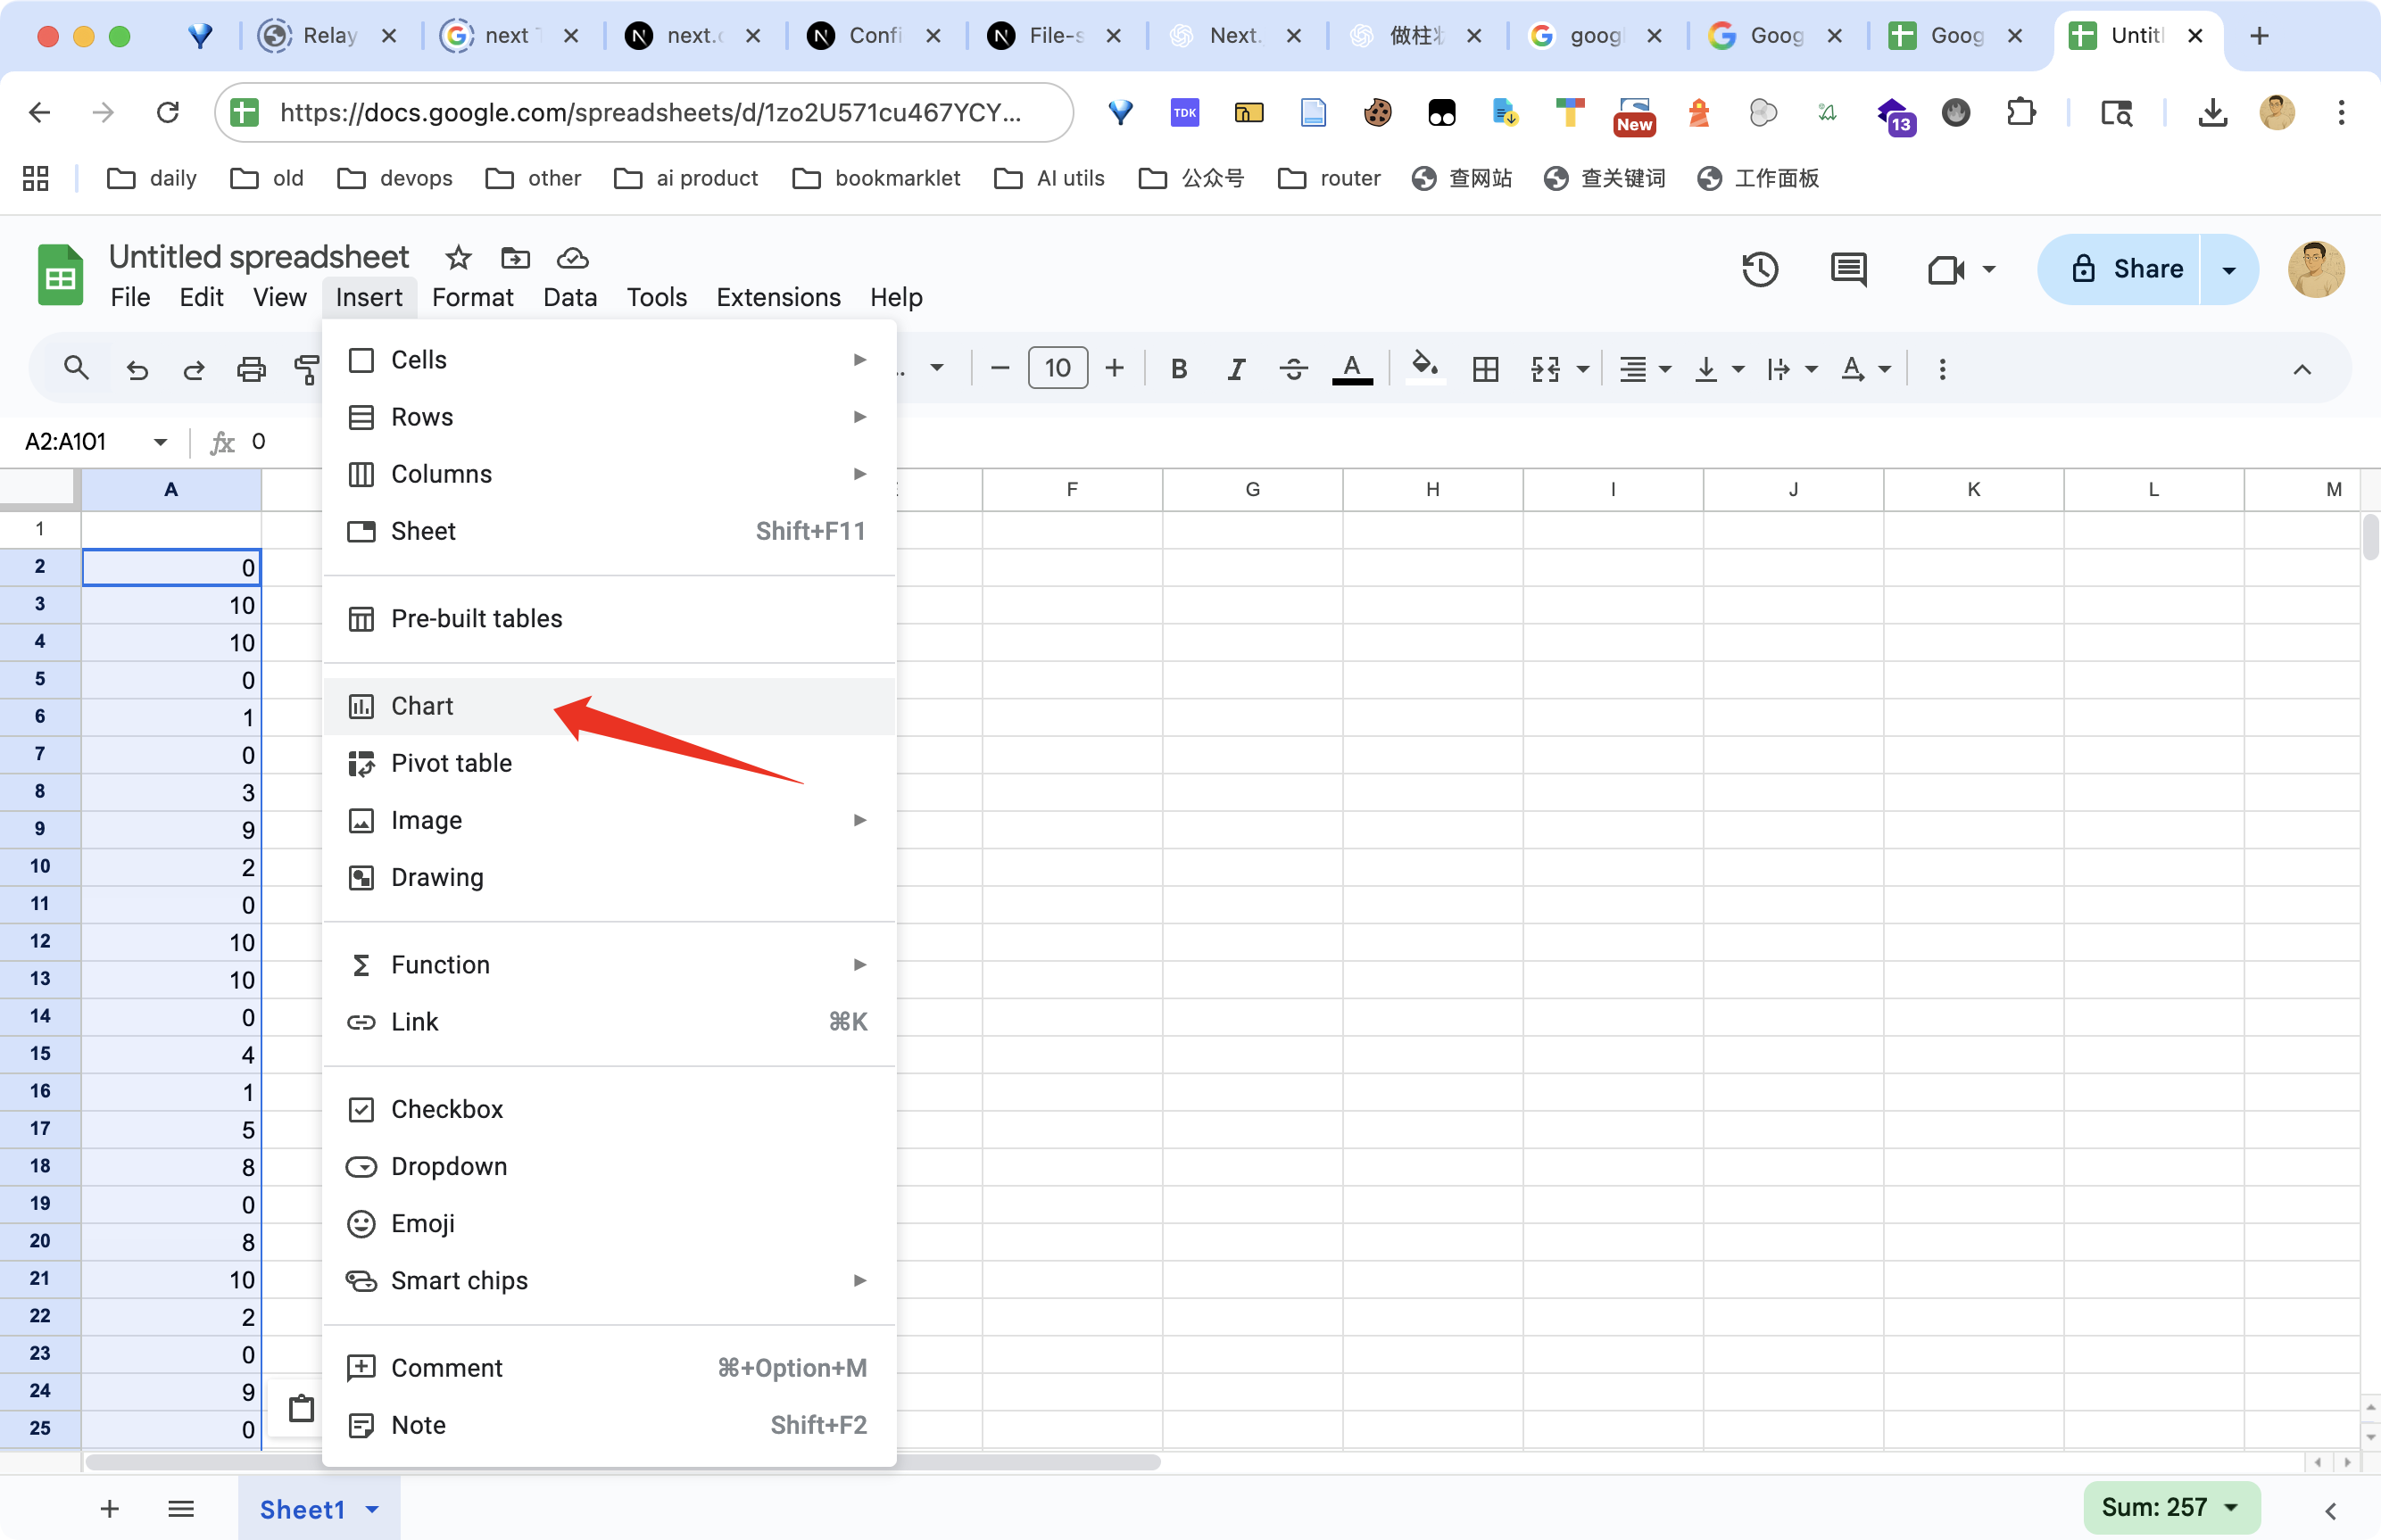 Relay
next
next.
Confi
File-s
Next.
做柱
googl
Goog
Goog
Untitl
https://docs.google.com/spreadsheets/d/1zo2U571cu467YCY...
TDK
New
13
daily
old
devops
other
ai product
bookmarklet
AI utils
公众号
router
查网站
查关键词
工作面板
Untitled spreadsheet
File Edit View Insert Format Data Tools Extensions Help
Share
10
B
I
A
A
A2:A101
fx
0
A
F G H I J K L M
Cells
Rows
Columns
Sheet Shift+F11
Pre-built tables
Chart
Pivot table
Image
Drawing
Function
Link ⌘K
Checkbox
Dropdown
Emoji
Smart chips
Comment ⌘+Option+M
Note Shift+F2
1
2 0
3 10
4 10
5 0
6 1
7 0
8 3
9 9
10 2
11 0
12 10
13 10
14 0
15 4
16 1
17 5
18 8
19 0
20 8
21 10
22 2
23 0
24 9
25 0
Sheet1
Sum: 257